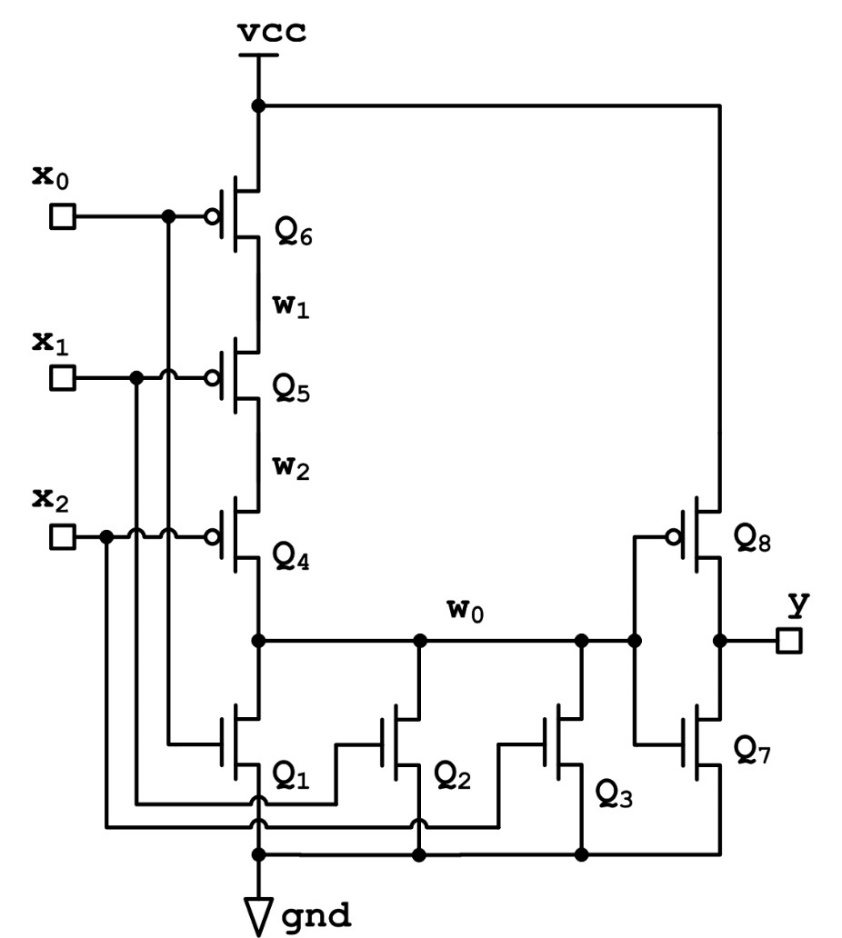 vcc
x₀
Q₆
w₁
x₁
Q₅
w₂
x₂
Q₄
Q₈
w₀
y
Q₁
Q₂
Q₃
Q₇
gnd